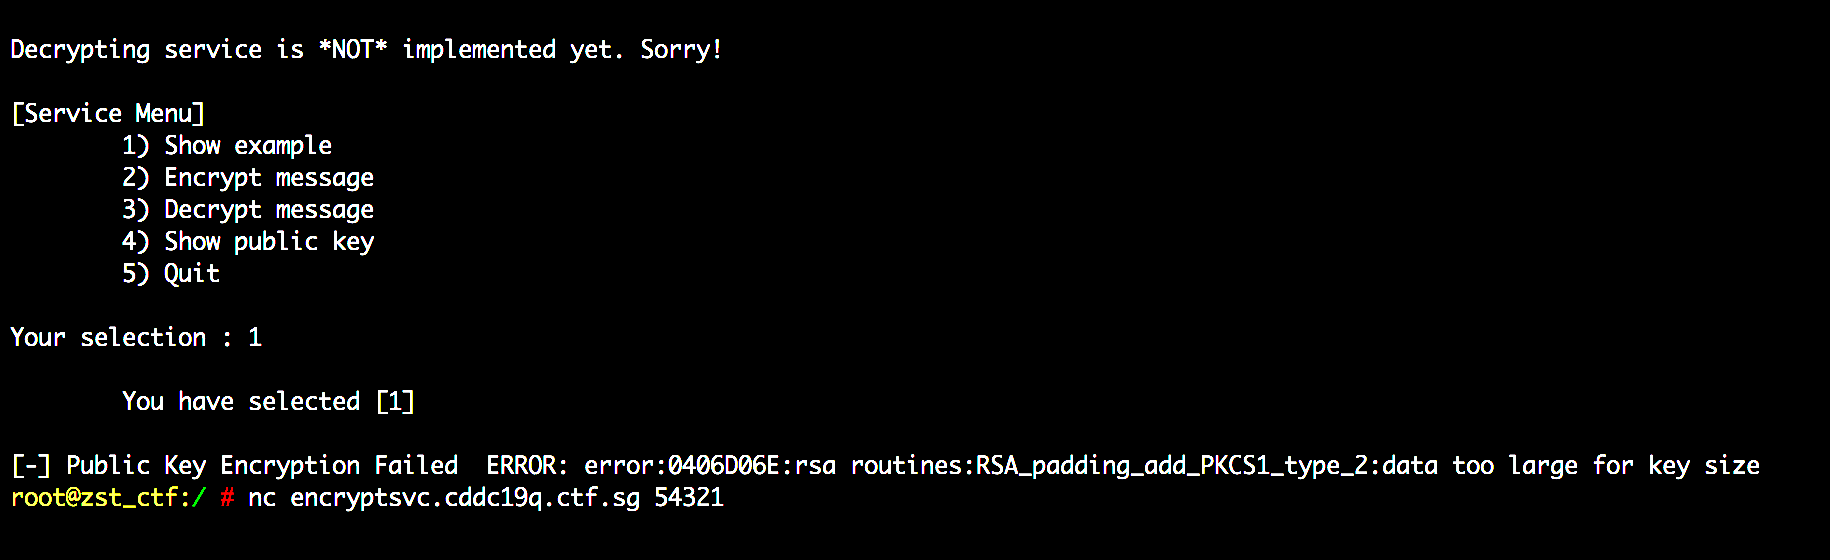 Decrypting service is *NOT* implemented yet. Sorry!
[Service Menu]
1) Show example
2) Encrypt message
3) Decrypt message
4) Show public key
5) Quit
Your selection : 1
You have selected [1]
[-] Public Key Encryption Failed  ERROR: error:0406D06E:rsa routines:RSA_padding_add_PKCS1_type_2:data too large for key size
root@zst_ctf:/ # nc encryptsvc.cddc19q.ctf.sg 54321